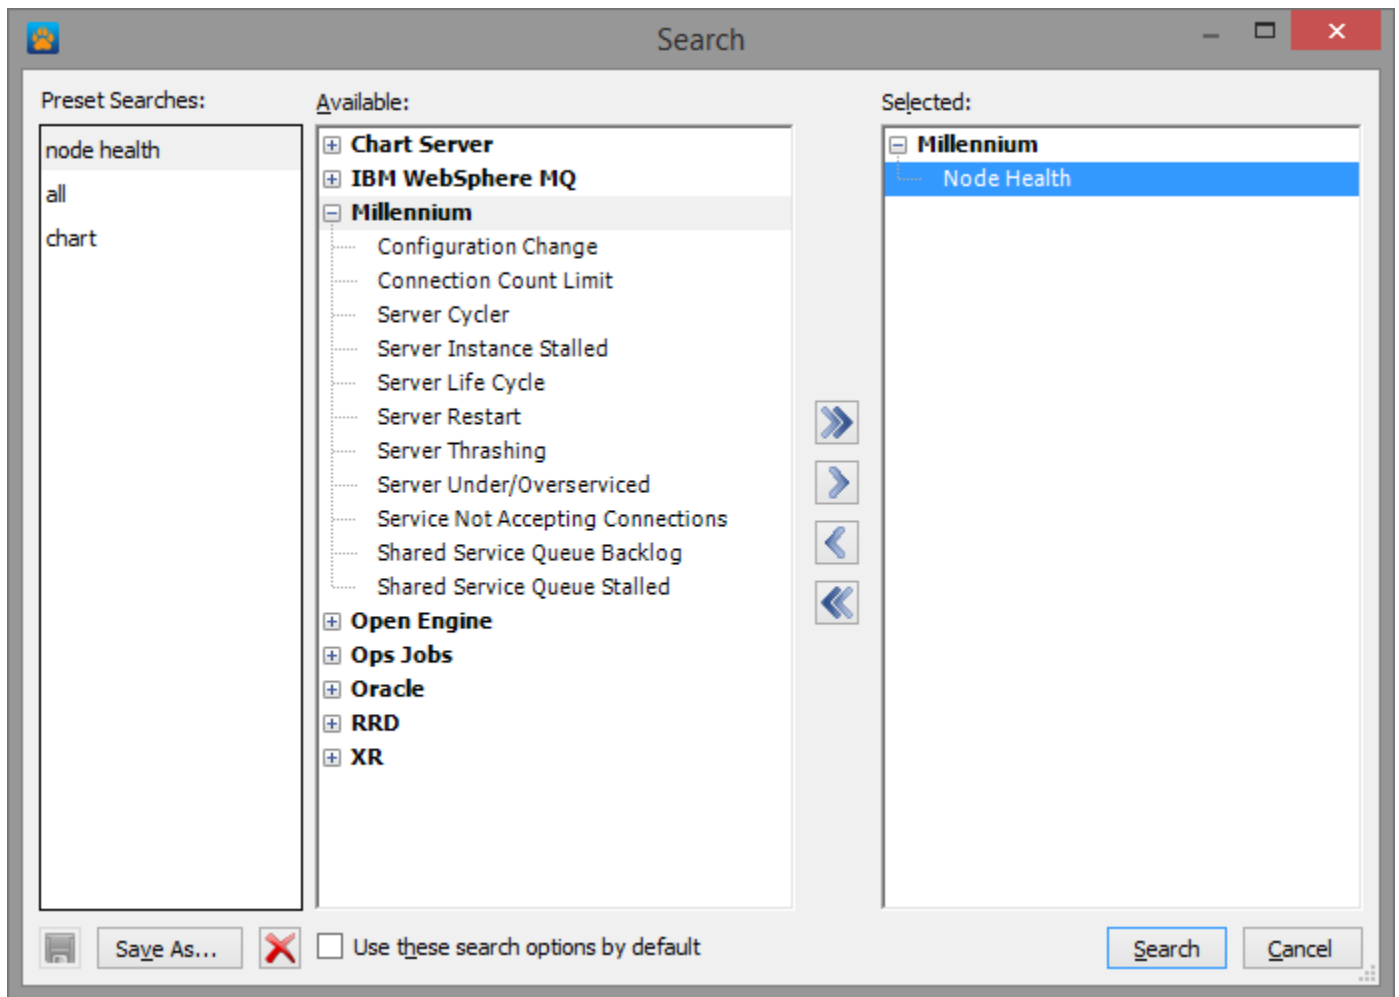 Search
Preset Searches:
node health
all
chart
Available:
Chart Server
IBM WebSphere MQ
Millennium
Configuration Change
Connection Count Limit
Server Cycler
Server Instance Stalled
Server Life Cycle
Server Restart
Server Thrashing
Server Under/Overserviced
Service Not Accepting Connections
Shared Service Queue Backlog
Shared Service Queue Stalled
Open Engine
Ops Jobs
Oracle
RRD
XR
Selected:
Millennium
Node Health
Save As...
Use these search options by default
Search
Cancel